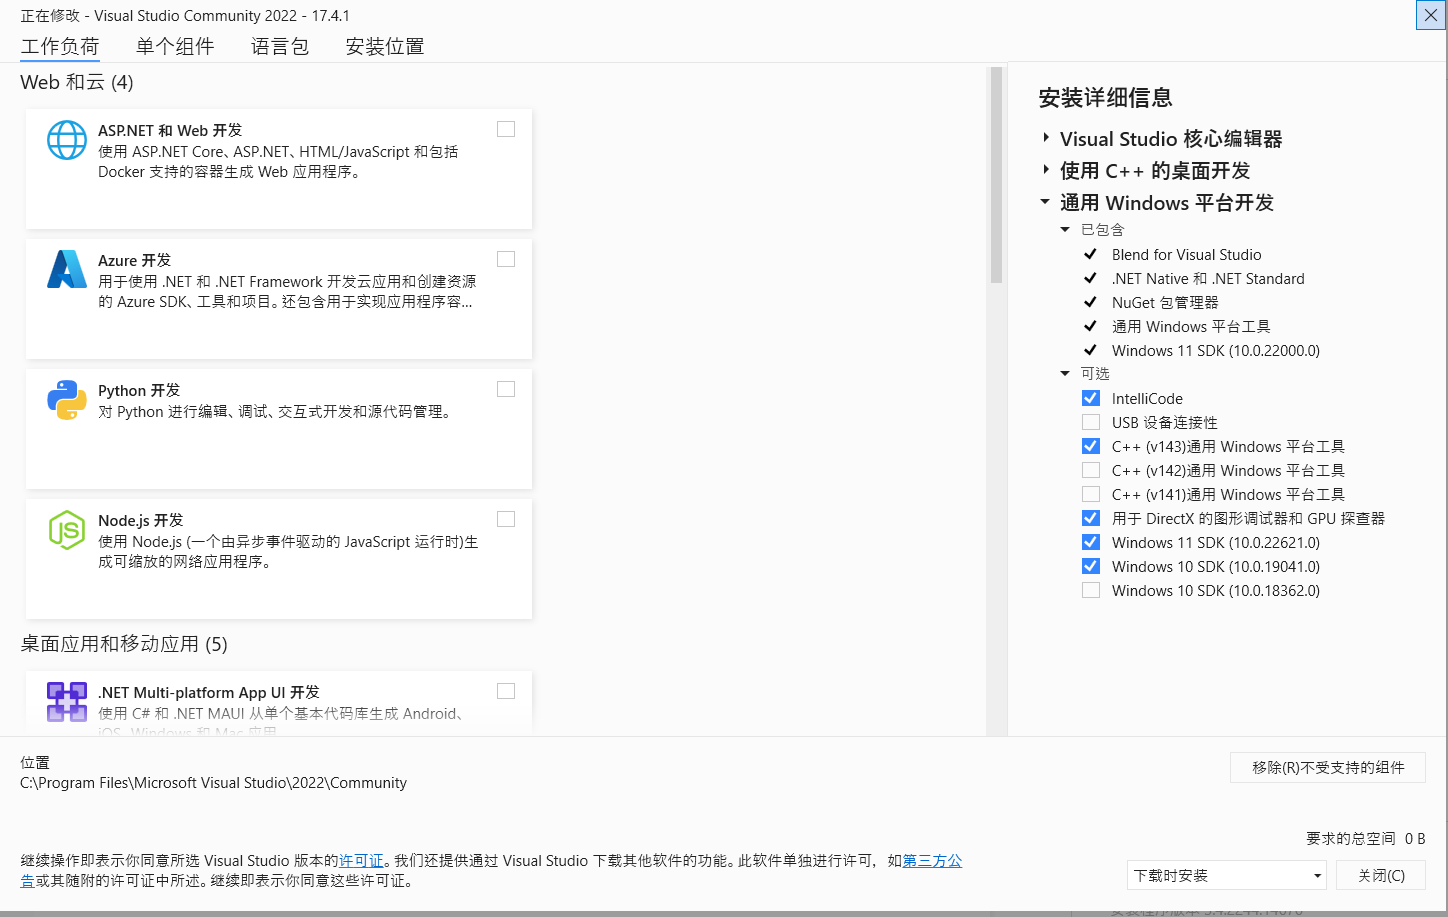 正在修改 - Visual Studio Community 2022 - 17.4.1
工作负荷 单个组件 语言包 安装位置
Web 和云 (4)
ASP.NET 和 Web 开发
使用 ASP.NET Core、ASP.NET、HTML/JavaScript 和包括
Docker 支持的容器生成 Web 应用程序。
Azure 开发
用于使用 .NET 和 .NET Framework 开发云应用和创建资源
的 Azure SDK、工具和项目。还包含用于实现应用程序容...
Python 开发
对 Python 进行编辑、调试、交互式开发和源代码管理。
Node.js 开发
使用 Node.js (一个由异步事件驱动的 JavaScript 运行时)生
成可缩放的网络应用程序。
桌面应用和移动应用 (5)
.NET Multi-platform App UI 开发
使用 C# 和 .NET MAUI 从单个基本代码库生成 Android、
iOS、Windows 和 Mac 应用
安装详细信息
Visual Studio 核心编辑器
使用 C++ 的桌面开发
通用 Windows 平台开发
已包含
Blend for Visual Studio
.NET Native 和 .NET Standard
NuGet 包管理器
通用 Windows 平台工具
Windows 11 SDK (10.0.22000.0)
可选
IntelliCode
USB 设备连接性
C++ (v143)通用 Windows 平台工具
C++ (v142)通用 Windows 平台工具
C++ (v141)通用 Windows 平台工具
用于 DirectX 的图形调试器和 GPU 探查器
Windows 11 SDK (10.0.22621.0)
Windows 10 SDK (10.0.19041.0)
Windows 10 SDK (10.0.18362.0)
位置
C:\Program Files\Microsoft Visual Studio\2022\Community
移除(R)不受支持的组件
要求的总空间 0 B
继续操作即表示你同意所选 Visual Studio 版本的许可证。我们还提供通过 Visual Studio 下载其他软件的功能。此软件单独进行许可，如第三方公
告或其随附的许可证中所述。继续即表示你同意这些许可证。
下载时安装
关闭(C)